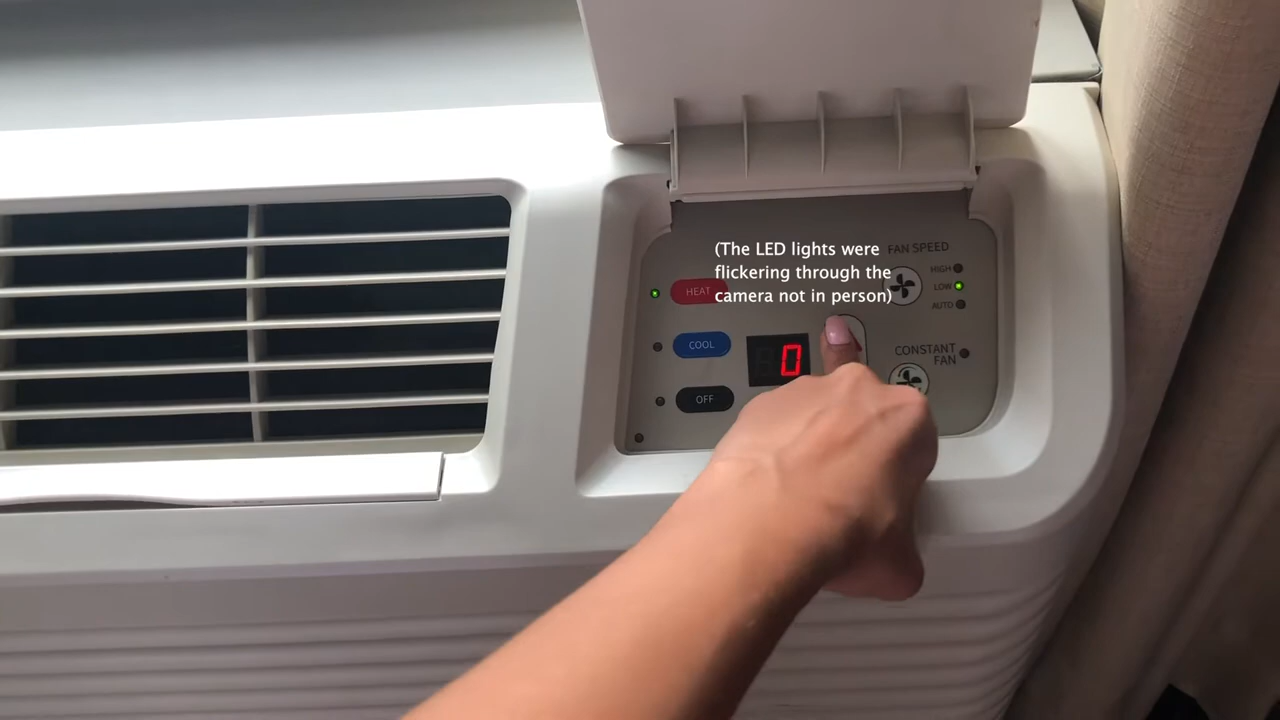 (The LED lights were
flickering through the
camera not in person)
FAN SPEED
HIGH
LOW
AUTO
HEAT
COOL
0
OFF
CONSTANT
FAN